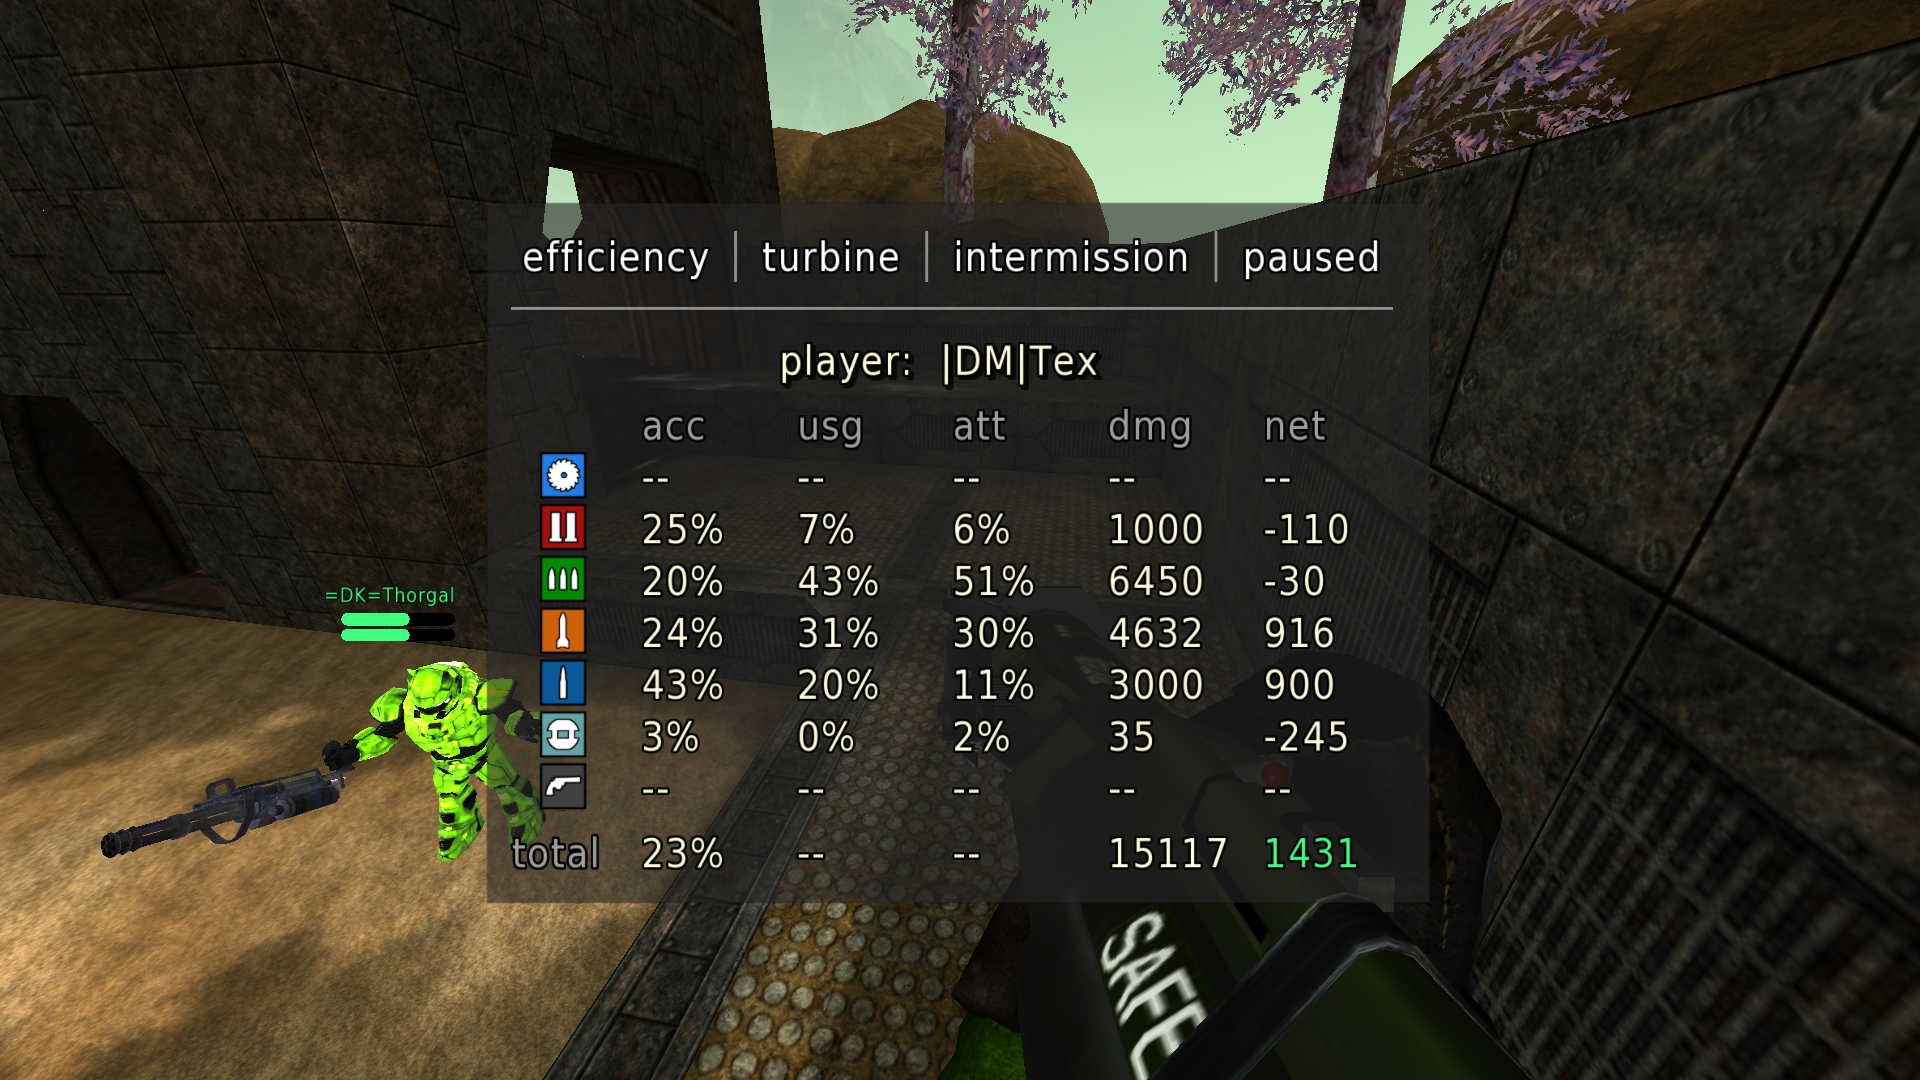 efficiency | turbine | intermission | paused
player: |DM|Tex
acc usg att dmg net
-- -- -- -- --
25% 7% 6% 1000 -110
20% 43% 51% 6450 -30
=DK=Thorgal
24% 31% 30% 4632 916
43% 20% 11% 3000 900
3% 0% 2% 35 -245
-- -- -- -- --
total 23% -- -- 15117 1431
SAFE